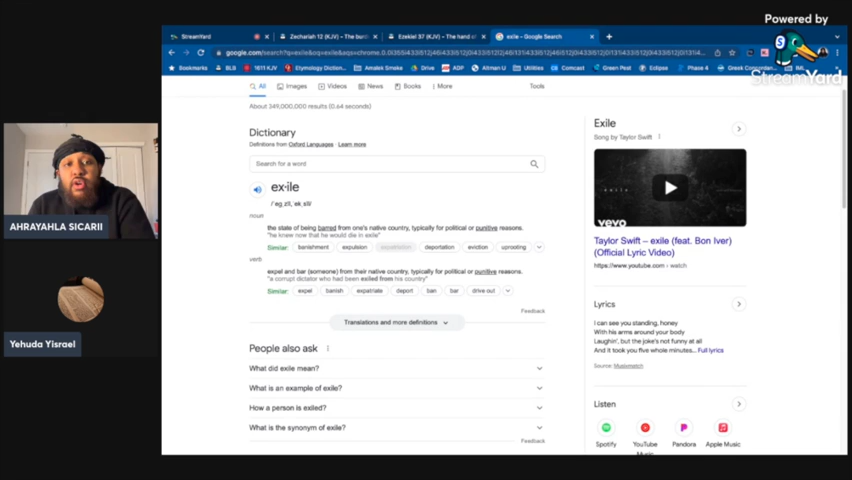 Powered by
StreamYard
StreamYard
Zechariah 12 (KJV) - The burd
Ezekiel 37 (KJV) - The hand of
exile - Google Search
Bookmarks
BLB
1611 KJV
Etymology Diction...
Amalek Smoke
Drive
ADP
Altman U
Utilities
Comcast
Green Pest
Eclipse
Phase 4
Greek Concordan
All
Images
Videos
News
Books
More
Tools
About 349,000,000 results (0.64 seconds)
Dictionary
Definitions from Oxford Languages · Learn more
Search for a word
ex·ile
/ˈeɡˌzīl, ˈekˌsīl/
noun
the state of being barred from one's native country, typically for political or punitive reasons.
"he knew now that he would die in exile"
Similar:
banishment
expulsion
expatriation
deportation
eviction
uprooting
verb
expel and bar (someone) from their native country, typically for political or punitive reasons.
"a corrupt dictator who had been exiled from his country"
Similar:
expel
banish
expatriate
deport
ban
bar
drive out
Feedback
Translations and more definitions
People also ask
What did exile mean?
What is an example of exile?
How a person is exiled?
What is the synonym of exile?
Feedback
Exile
Song by Taylor Swift
exile
vevo
Taylor Swift – exile (feat. Bon Iver)
(Official Lyric Video)
https://www.youtube.com › watch
Lyrics
I can see you standing, honey
With his arms around your body
Laughin', but the joke's not funny at all
And it took you five whole minutes... Full lyrics
Source: Musixmatch
Listen
Spotify
YouTube
Music
Pandora
Apple Music
AHRAYAHLA SICARII
Yehuda Yisrael